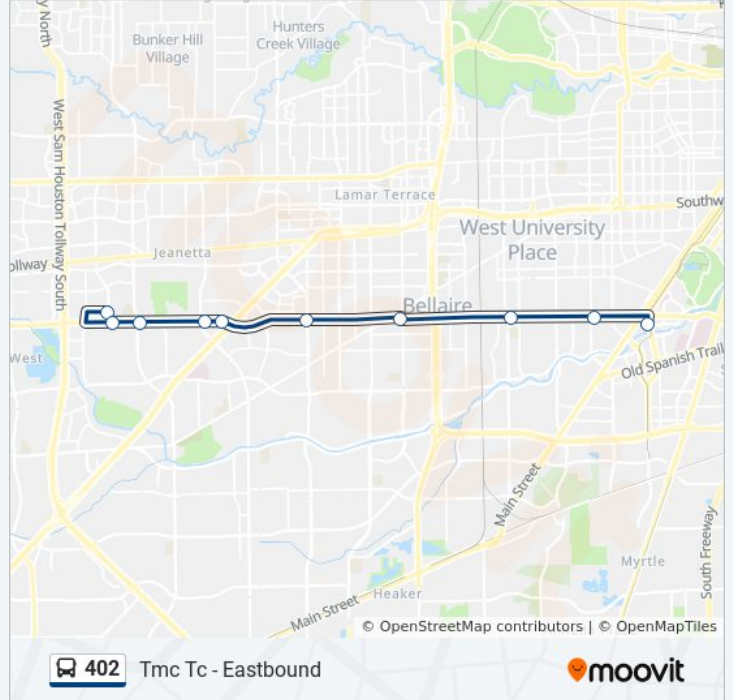 y North
Hunters
Creek Village
Bunker Hill
Village
West Sam Houston Tollway South
Lamar Terrace
Southw
West University
Place
Jeanetta
ollway
Bellaire
West
Old Spanish Trail
Main Street
Myrtle
South Freeway
Heaker
Main Street
© OpenStreetMap contributors | © OpenMapTiles
402 Tmc Tc - Eastbound
moovit